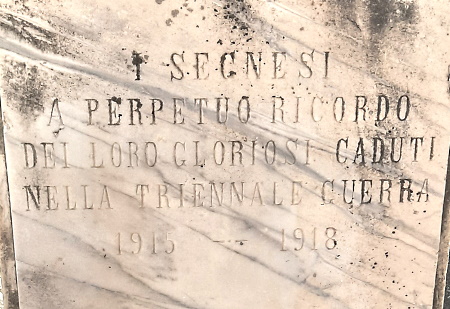 I SEGNESI
A PERPETUO RICORDO
DEI LORO GLORIOSI CADUTI
NELLA TRIENNALE GUERRA
1915 — 1918